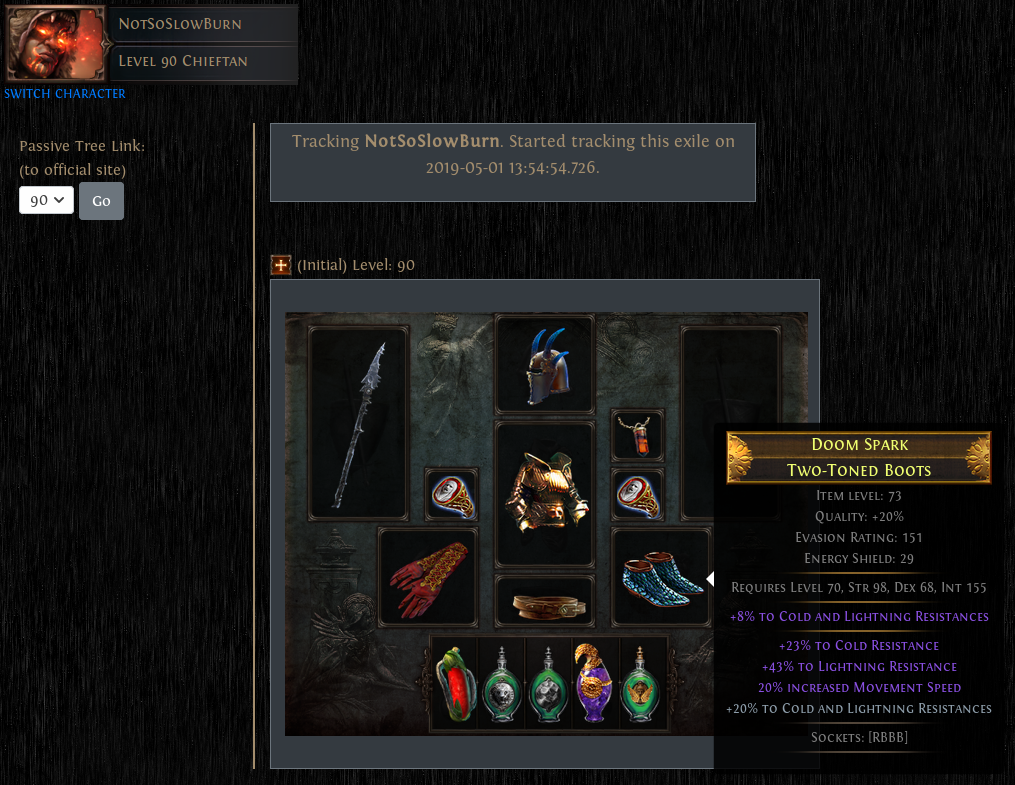 NotSoSlowBurn
Level 90 Chieftan
SWITCH CHARACTER
Passive Tree Link:
(to official site)
90
Go
Tracking NotSoSlowBurn. Started tracking this exile on
2019-05-01 13:54:54.726.
(Initial) Level: 90
Doom Spark
Two-Toned Boots
Item level: 73
Quality: +20%
Evasion Rating: 151
Energy Shield: 29
Requires Level 70, Str 98, Dex 68, Int 155
+8% to Cold and Lightning Resistances
+23% to Cold Resistance
+43% to Lightning Resistance
20% increased Movement Speed
+20% to Cold and Lightning Resistances
Sockets: [RBBB]